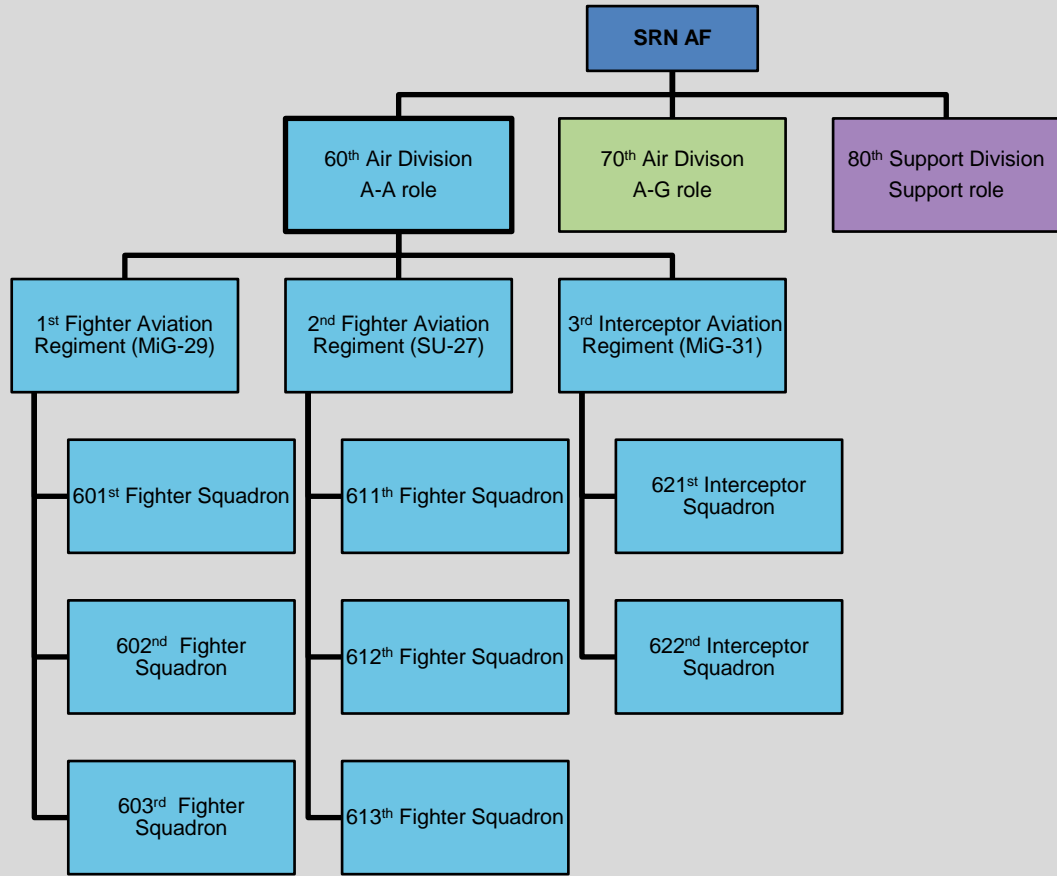 SRN AF
60th Air Division
A-A role
70th Air Divison
A-G role
80th Support Division
Support role
1st Fighter Aviation
Regiment (MiG-29)
2nd Fighter Aviation
Regiment (SU-27)
3rd Interceptor Aviation
Regiment (MiG-31)
601st Fighter Squadron
611th Fighter Squadron
621st Interceptor
Squadron
602nd Fighter
Squadron
612th Fighter Squadron
622nd Interceptor
Squadron
603rd Fighter
Squadron
613th Fighter Squadron